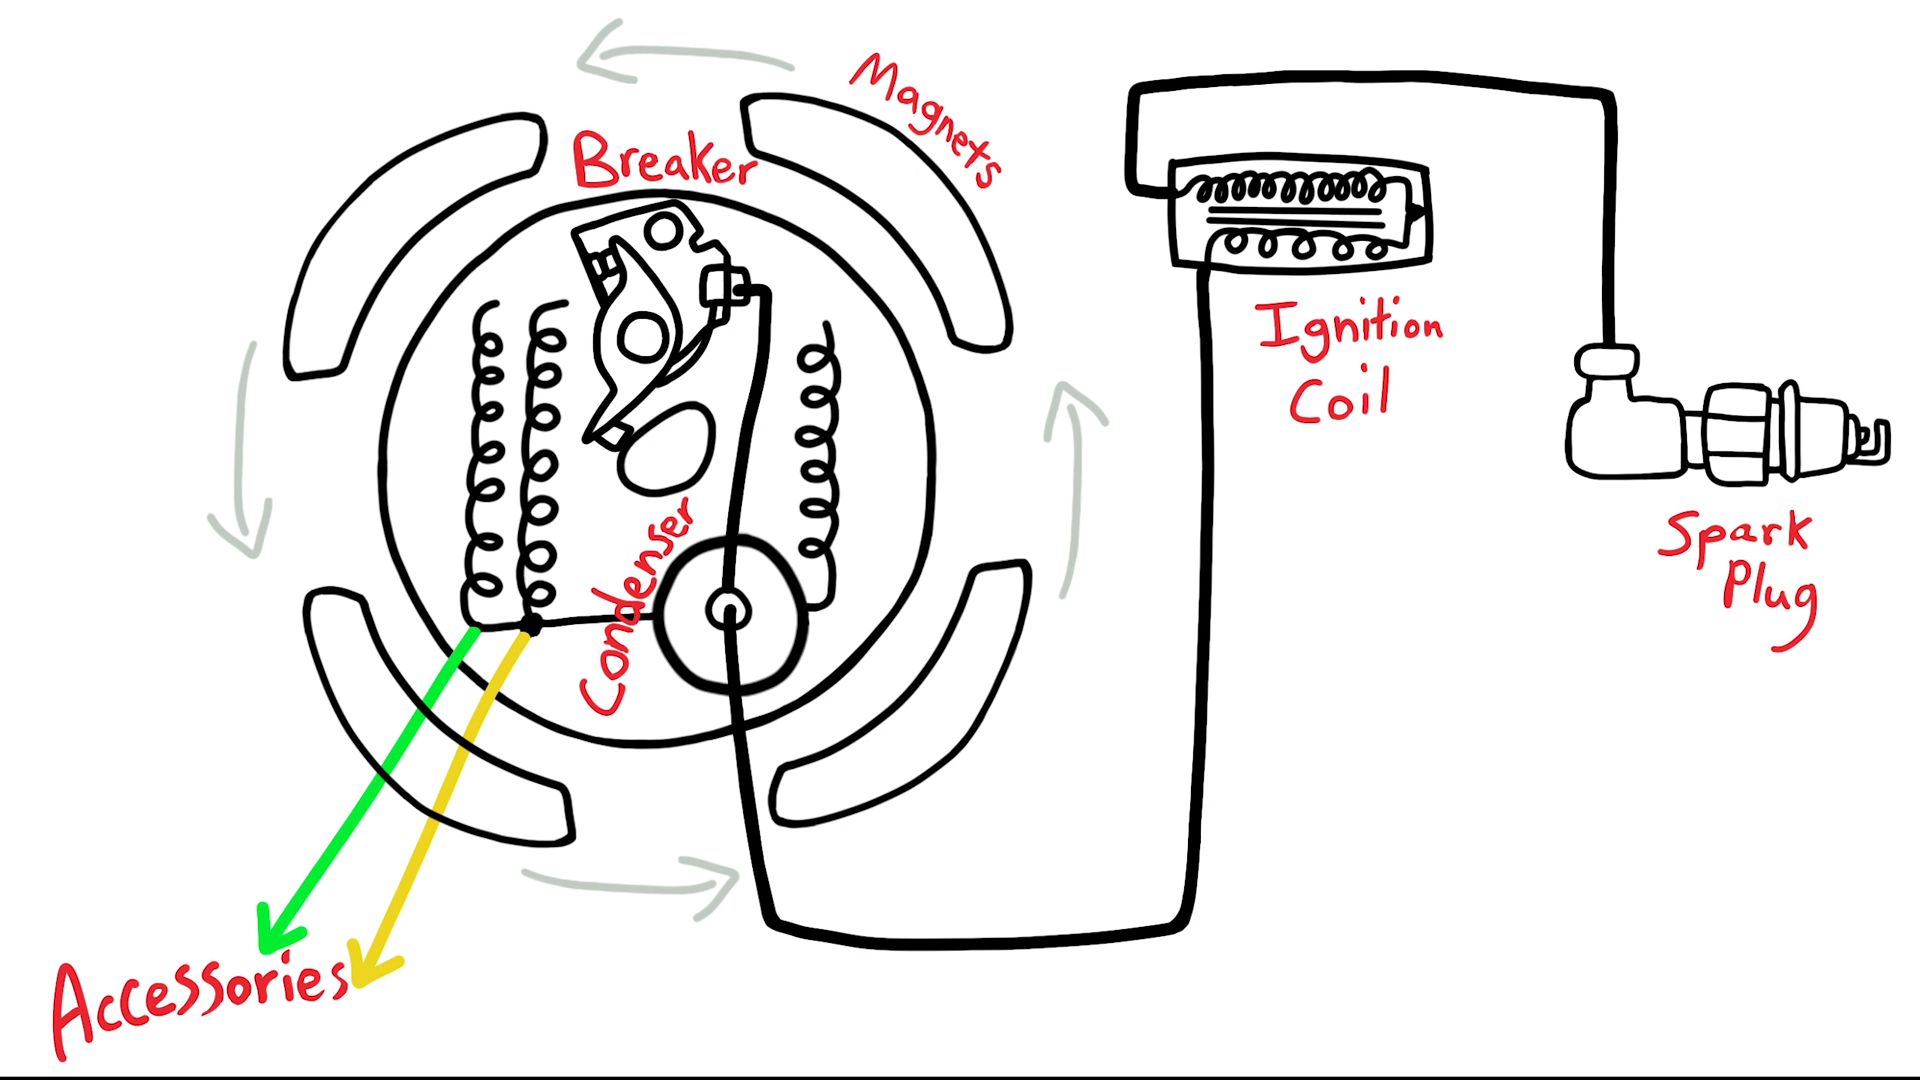 Magnets
Breaker
Ignition
Coil
Condenser
Spark
Plug
Accessories